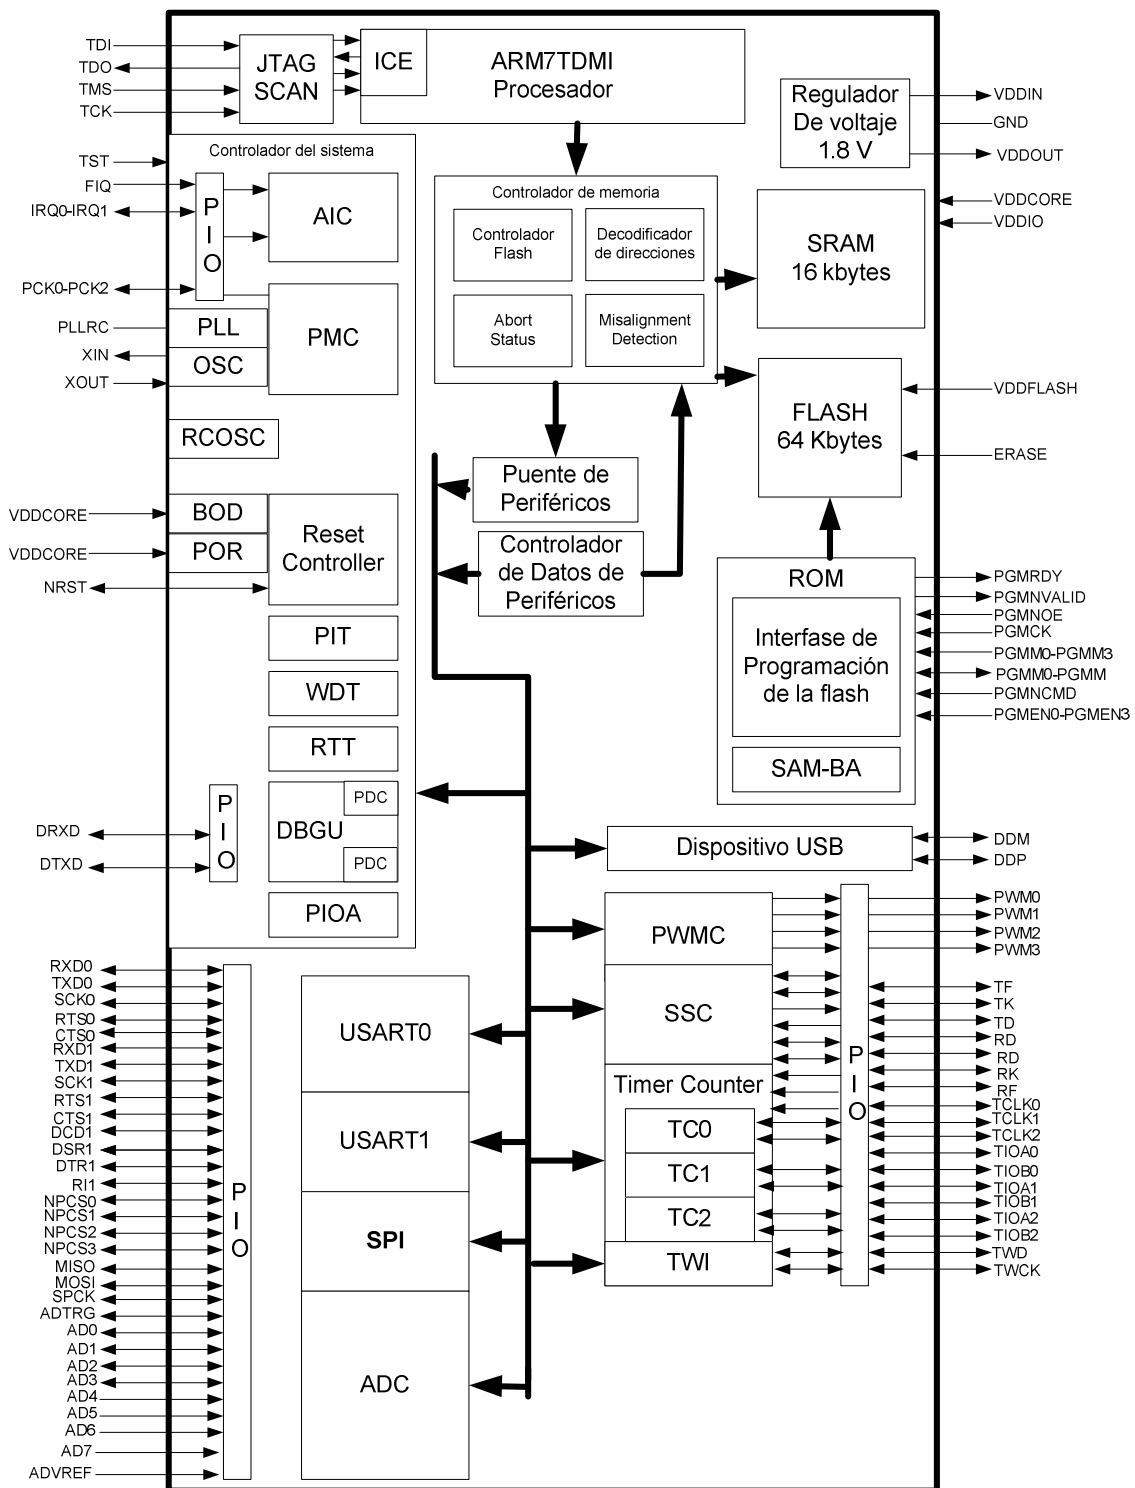 TDI
TDO
TMS
TCK
JTAG
SCAN
ICE
ARM7TDMI
Procesador
Regulador
De voltaje
1.8 V
VDDIN
GND
VDDOUT
Controlador del sistema
TST
FIQ
IRQ0-IRQ1
PIO
AIC
PCK0-PCK2
PLLRC
XIN
XOUT
PLL
OSC
PMC
RCOSC
VDDCORE
VDDCORE
NRST
BOD
POR
Reset
Controller
PIT
WDT
RTT
DRXD
DTXD
PIO
DBGU
PDC
PDC
PIOA
Controlador de memoria
Controlador
Flash
Decodificador
de direcciones
Abort
Status
Misalignment
Detection
SRAM
16 kbytes
VDDCORE
VDDIO
FLASH
64 Kbytes
VDDFLASH
ERASE
Puente de
Periféricos
Controlador
de Datos de
Periféricos
ROM
Interfase de
Programación
de la flash
SAM-BA
PGMRDY
PGMNVALID
PGMNOE
PGMCK
PGMM0-PGMM3
PGMM0-PGMM
PGMNCMD
PGMEN0-PGMEN3
Dispositivo USB
DDM
DDP
PWMC
SSC
Timer Counter
TC0
TC1
TC2
TWI
PIO
PWM0
PWM1
PWM2
PWM3
TF
TK
TD
RD
RD
RK
RF
TCLK0
TCLK1
TCLK2
TIOA0
TIOB0
TIOA1
TIOB1
TIOA2
TIOB2
TWD
TWCK
RXD0
TXD0
SCK0
RTS0
CTS0
RXD1
TXD1
SCK1
RTS1
CTS1
DCD1
DSR1
DTR1
RI1
NPCS0
NPCS1
NPCS2
NPCS3
MISO
MOSI
SPCK
ADTRG
AD0
AD1
AD2
AD3
AD4
AD5
AD6
AD7
ADVREF
PIO
USART0
USART1
SPI
ADC